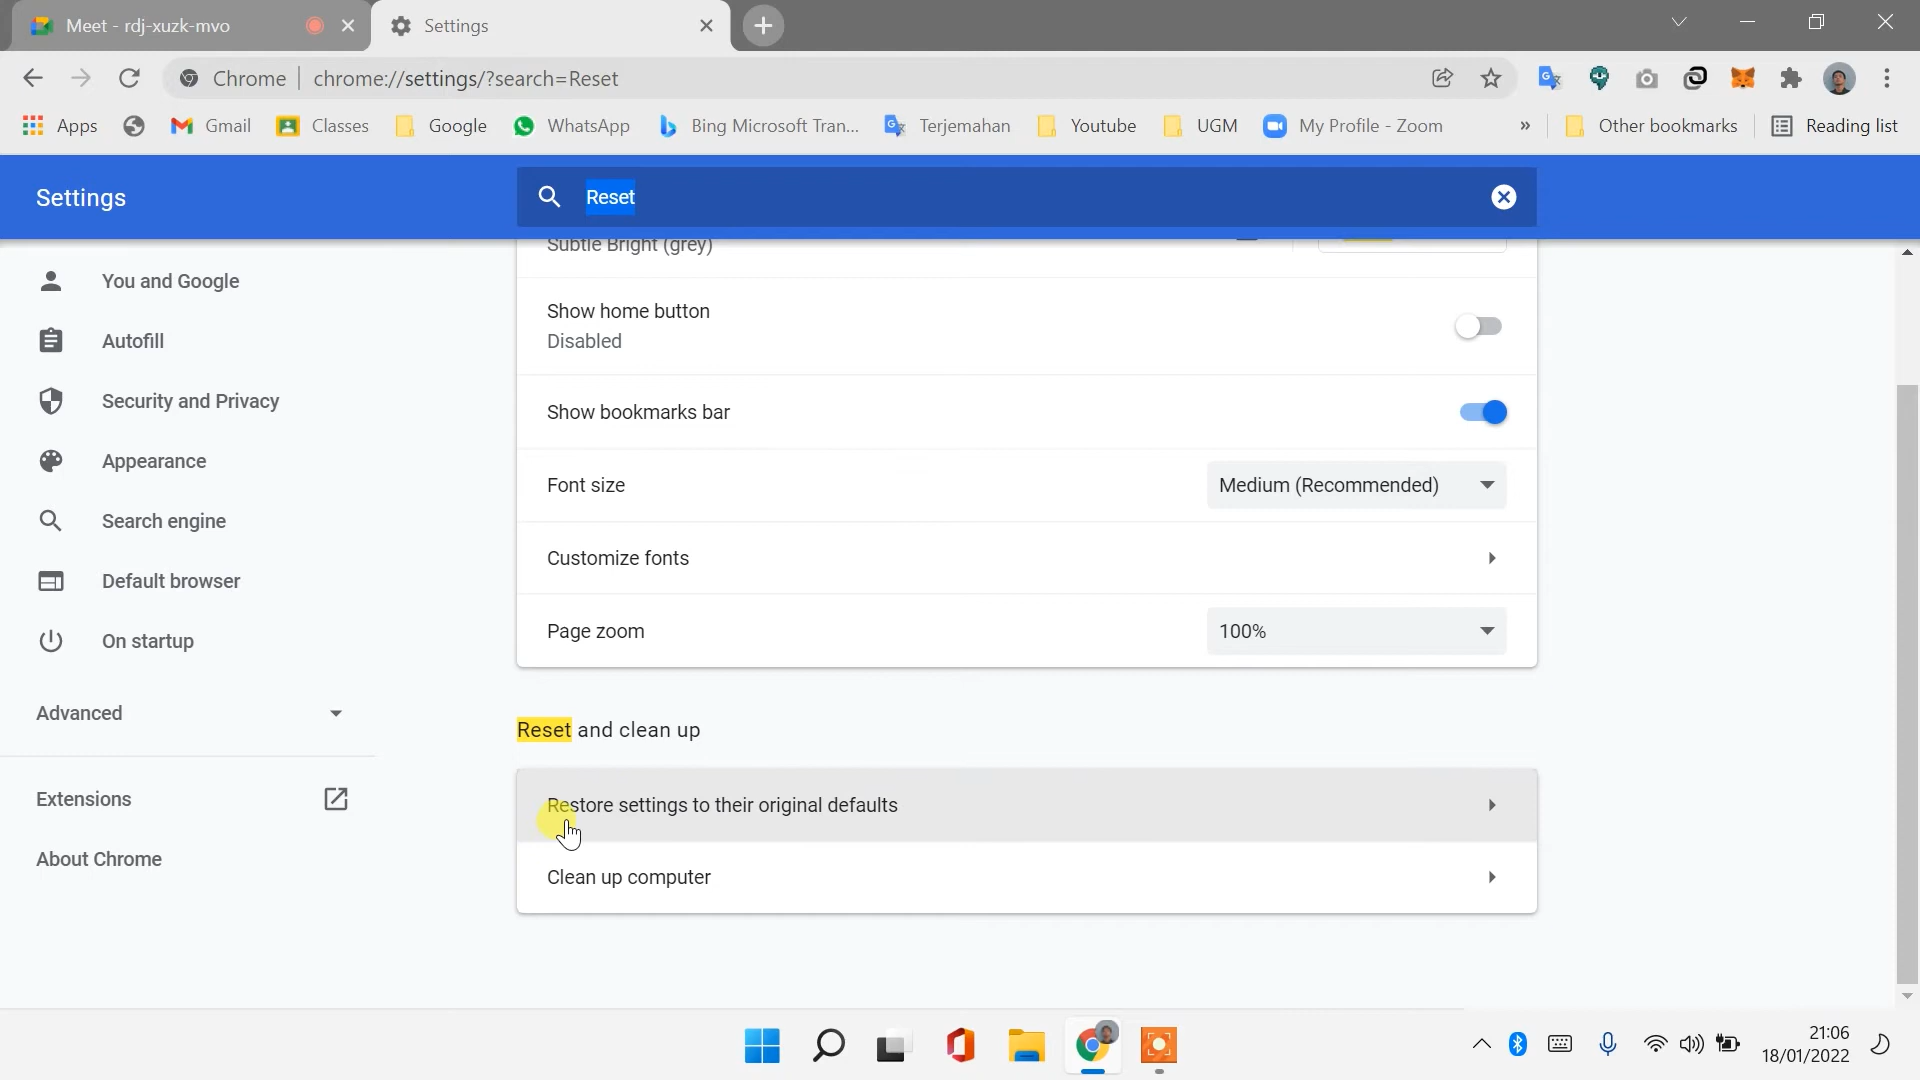 Meet - rdj-xuzk-mvo
Settings
Chrome
chrome://settings/?search=Reset
Apps
Gmail
Classes
Google
WhatsApp
Bing Microsoft Tran...
Terjemahan
Youtube
UGM
My Profile - Zoom
»
Other bookmarks
Reading list
Settings
Reset
Subtle Bright (grey)
You and Google
Autofill
Security and Privacy
Appearance
Search engine
Default browser
On startup
Advanced
Extensions
About Chrome
Show home button
Disabled
Show bookmarks bar
Font size
Medium (Recommended)
Customize fonts
Page zoom
100%
Reset and clean up
Restore settings to their original defaults
Clean up computer
21:06
18/01/2022